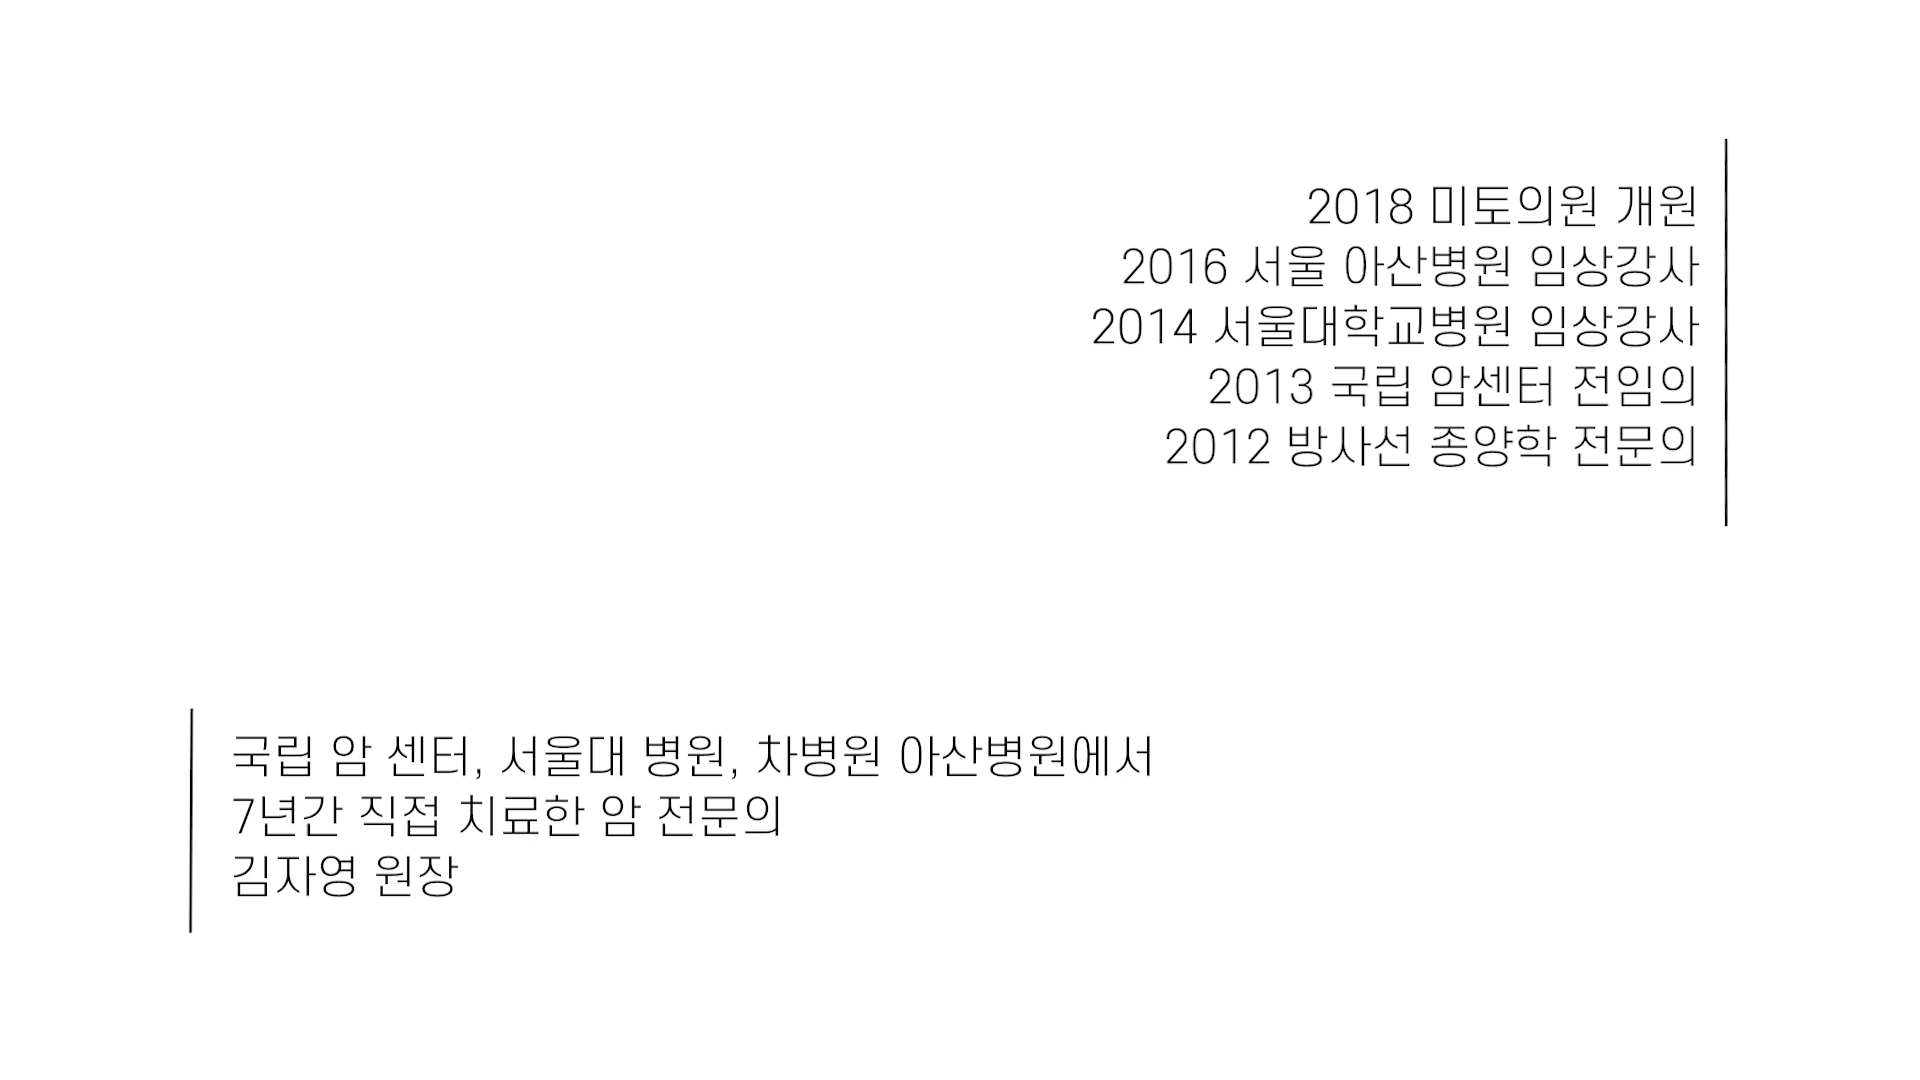 2018 미토의원 개원
2016 서울 아산병원 임상강사
2014 서울대학교병원 임상강사
2013 국립 암센터 전임의
2012 방사선 종양학 전문의
국립 암 센터, 서울대 병원, 차병원 아산병원에서
7년간 직접 치료한 암 전문의
김자영 원장